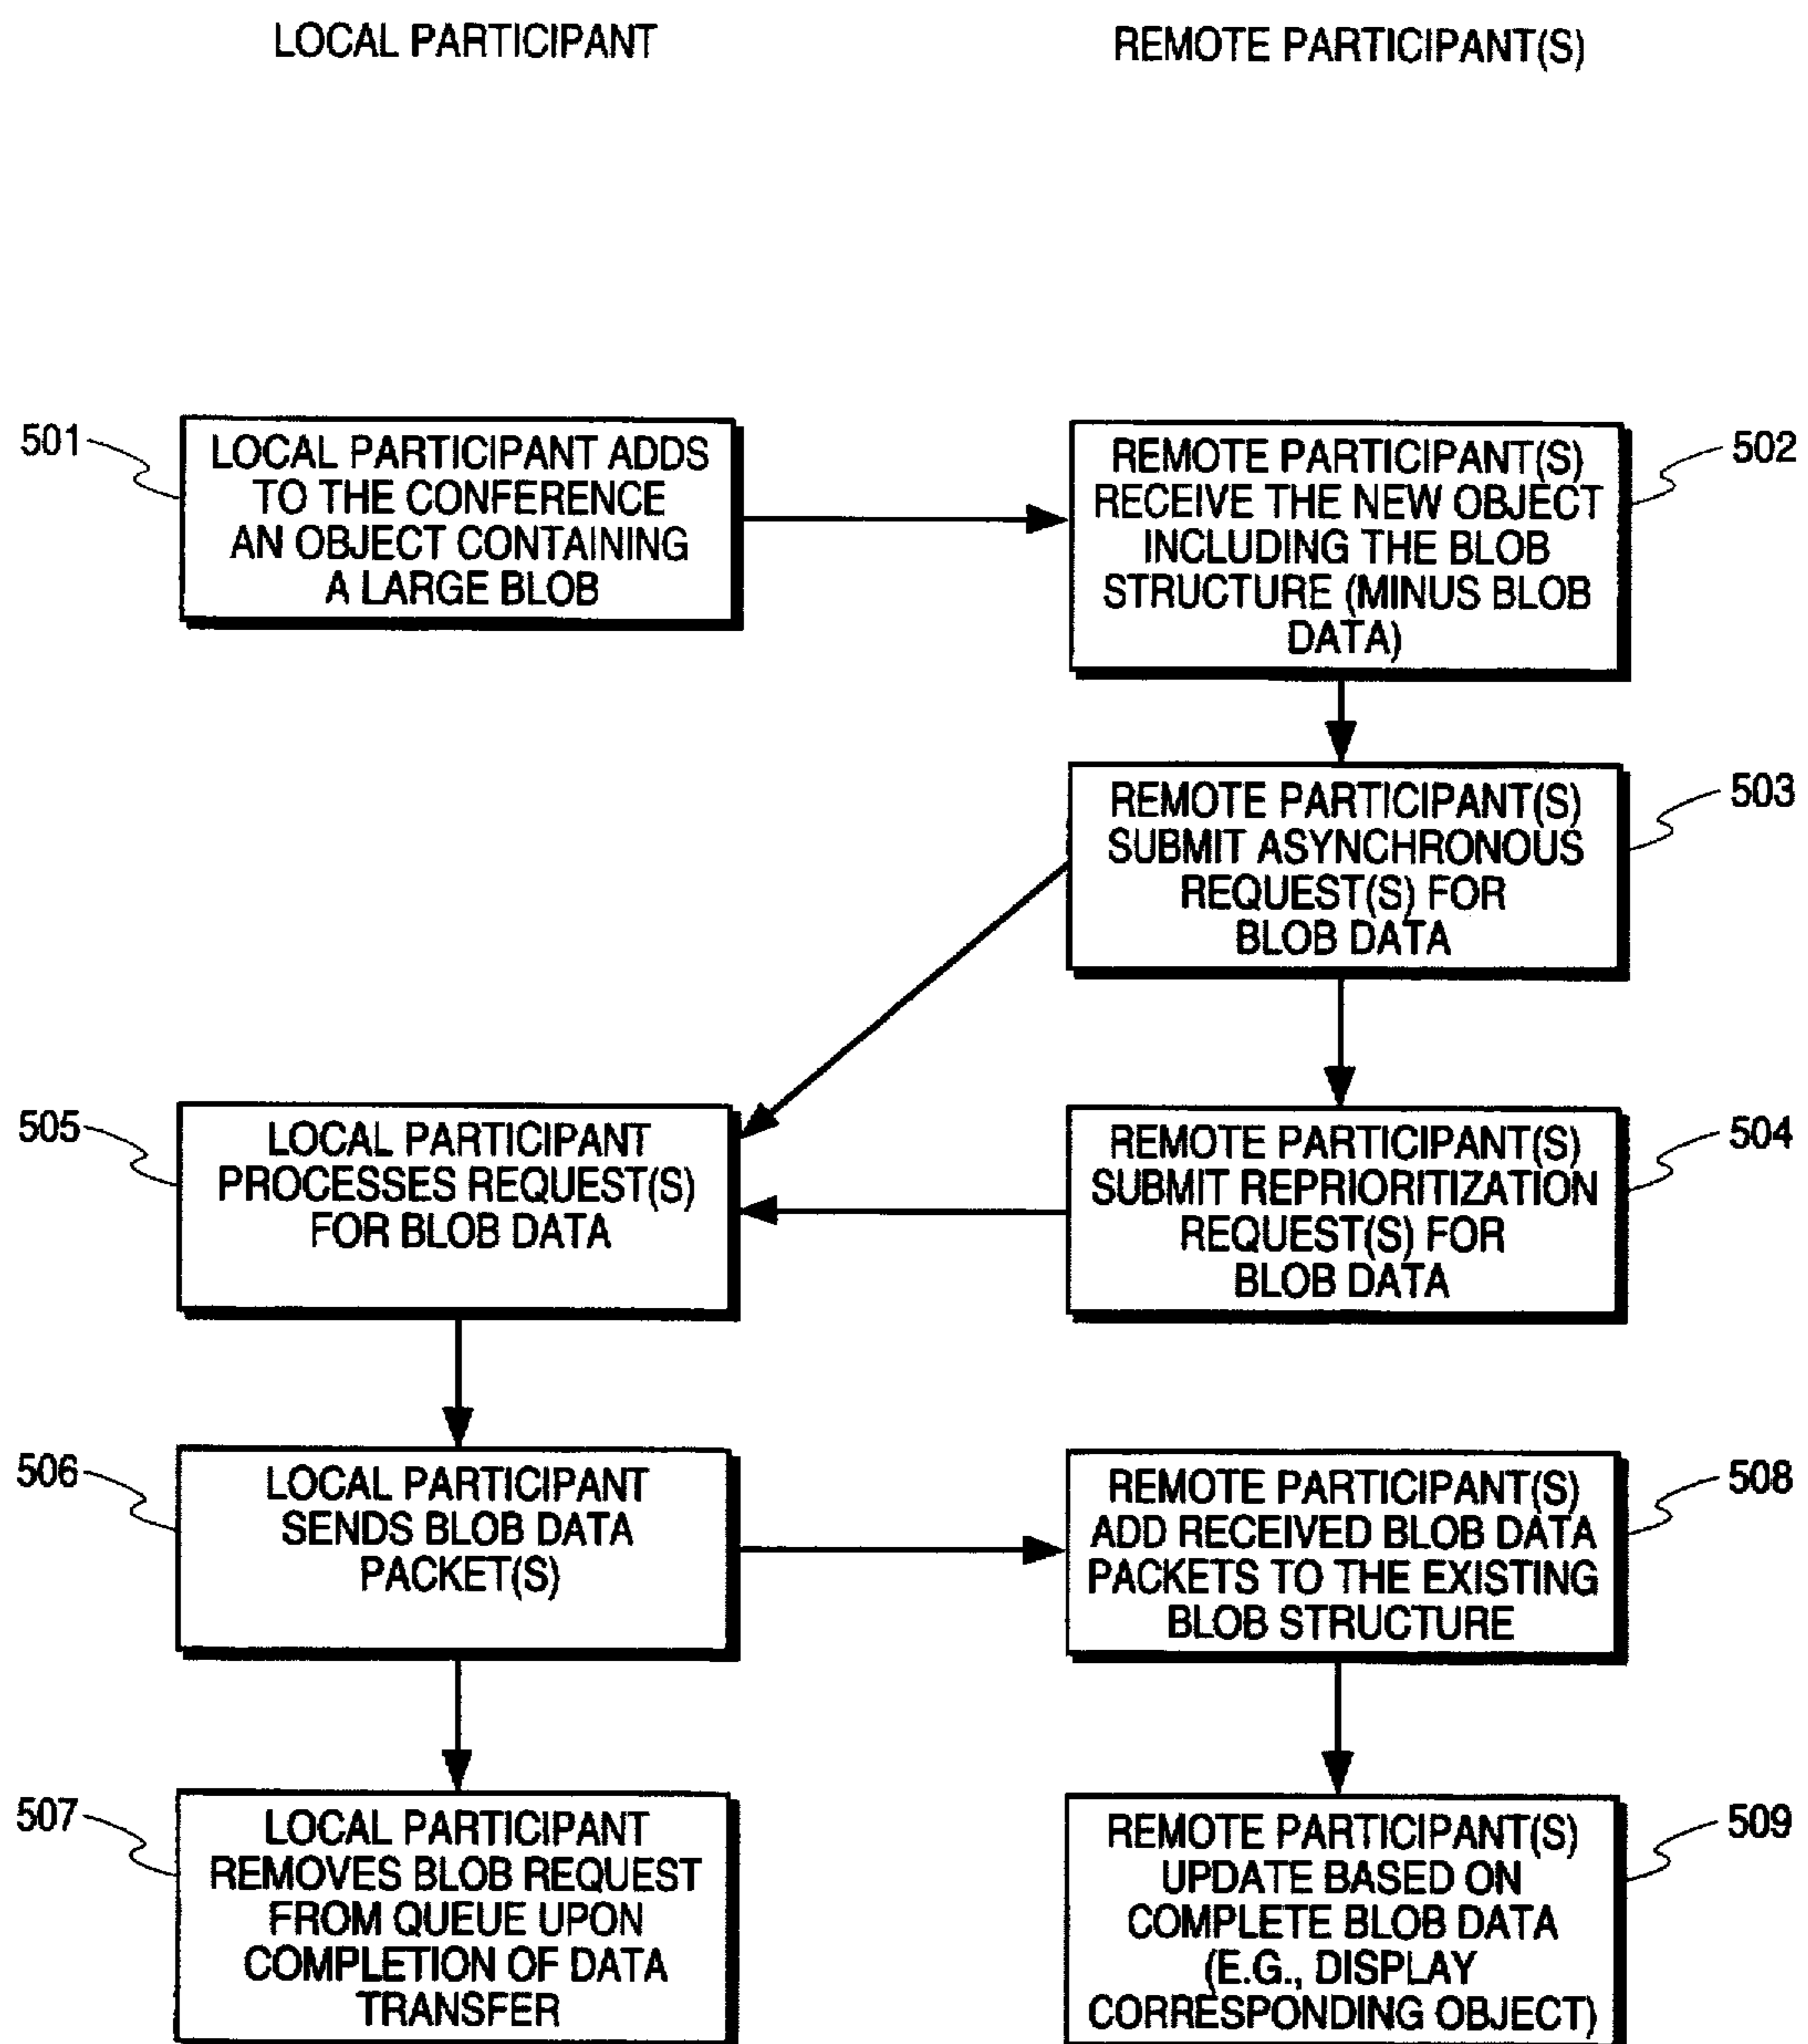 LOCAL PARTICIPANT
REMOTE PARTICIPANT(S)
501
LOCAL PARTICIPANT ADDS
TO THE CONFERENCE
AN OBJECT CONTAINING
A LARGE BLOB
REMOTE PARTICIPANT(S)
RECEIVE THE NEW OBJECT
INCLUDING THE BLOB
STRUCTURE (MINUS BLOB
DATA)
502
REMOTE PARTICIPANT(S)
SUBMIT ASYNCHRONOUS
REQUEST(S) FOR
BLOB DATA
503
505
LOCAL PARTICIPANT
PROCESSES REQUEST(S)
FOR BLOB DATA
REMOTE PARTICIPANT(S)
SUBMIT REPRIORITIZATION
REQUEST(S) FOR
BLOB DATA
504
506
LOCAL PARTICIPANT
SENDS BLOB DATA
PACKET(S)
REMOTE PARTICIPANT(S)
ADD RECEIVED BLOB DATA
PACKETS TO THE EXISTING
BLOB STRUCTURE
508
507
LOCAL PARTICIPANT
REMOVES BLOB REQUEST
FROM QUEUE UPON
COMPLETION OF DATA
TRANSFER
REMOTE PARTICIPANT(S)
UPDATE BASED ON
COMPLETE BLOB DATA
(E.G., DISPLAY
CORRESPONDING OBJECT)
509